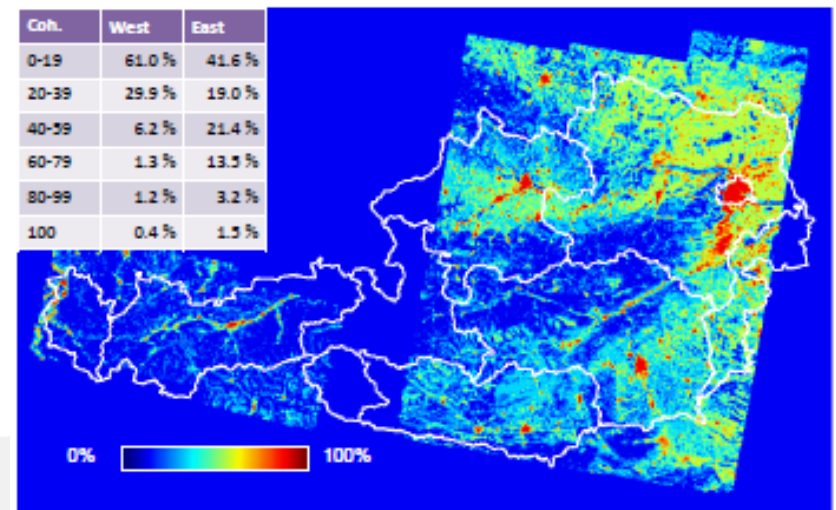 Coh. West East
0-19 61.0 % 41.6 %
20-39 29.9 % 19.0 %
40-59 6.2 % 21.4 %
60-79 1.3 % 13.5 %
80-99 1.2 % 3.2 %
100 0.4 % 1.5 %
0% 100%